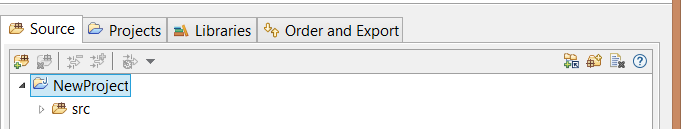 Source Projects Libraries Order and Export
NewProject
src